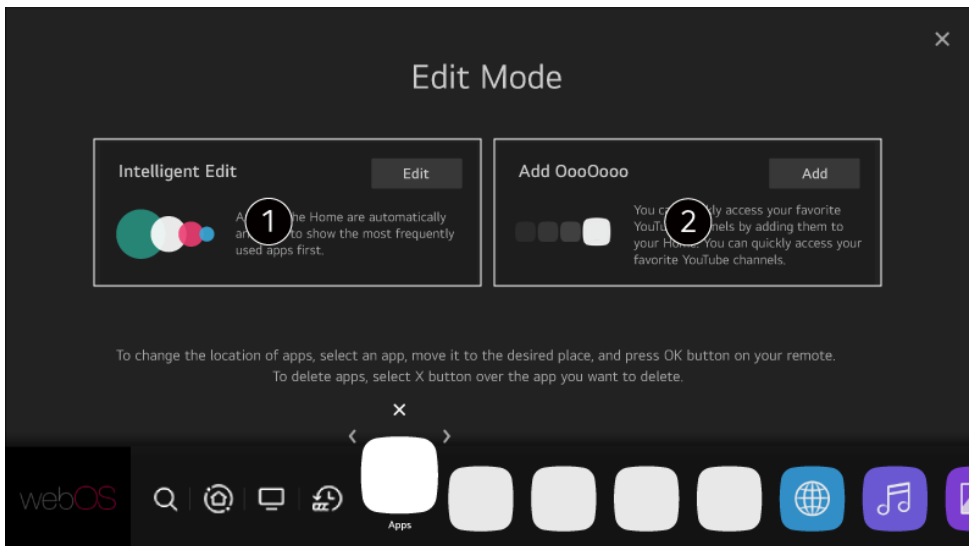 Edit Mode
Intelligent Edit
Edit
1
A he Home are automatically
an to show the most frequently
used apps first.
Add OooOooo
Add
2
You c kly access your favorite
YouTu nels by adding them to
your Ho You can quickly access your
favorite YouTube channels.
To change the location of apps, select an app, move it to the desired place, and press OK button on your remote.
To delete apps, select X button over the app you want to delete.
webOS
Apps